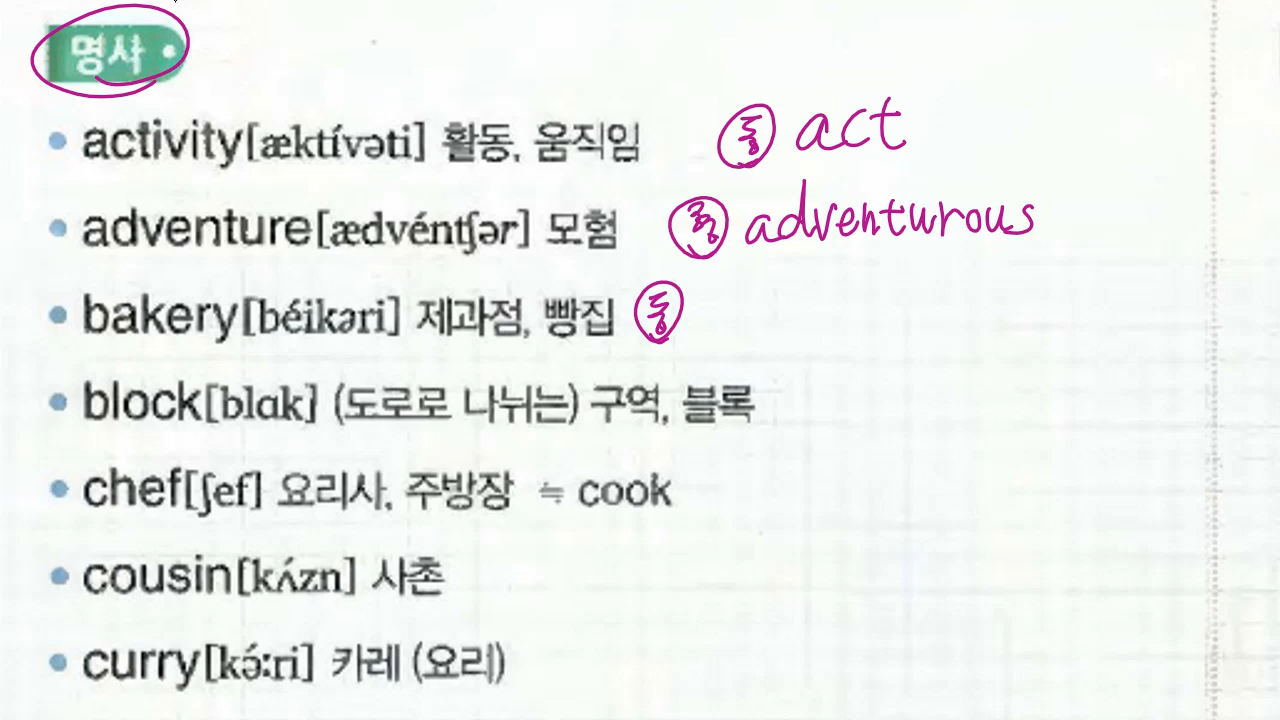 명사
activity[æktívəti] 활동, 움직임 동 act
adventure[ædvéntʃər] 모험 형 adventurous
bakery[béikəri] 제과점, 빵집 동
block[blɑk] (도로로 나뉘는) 구역, 블록
chef[ʃef] 요리사, 주방장 ≒ cook
cousin[kʌ́zn] 사촌
curry[kə́ːri] 카레 (요리)